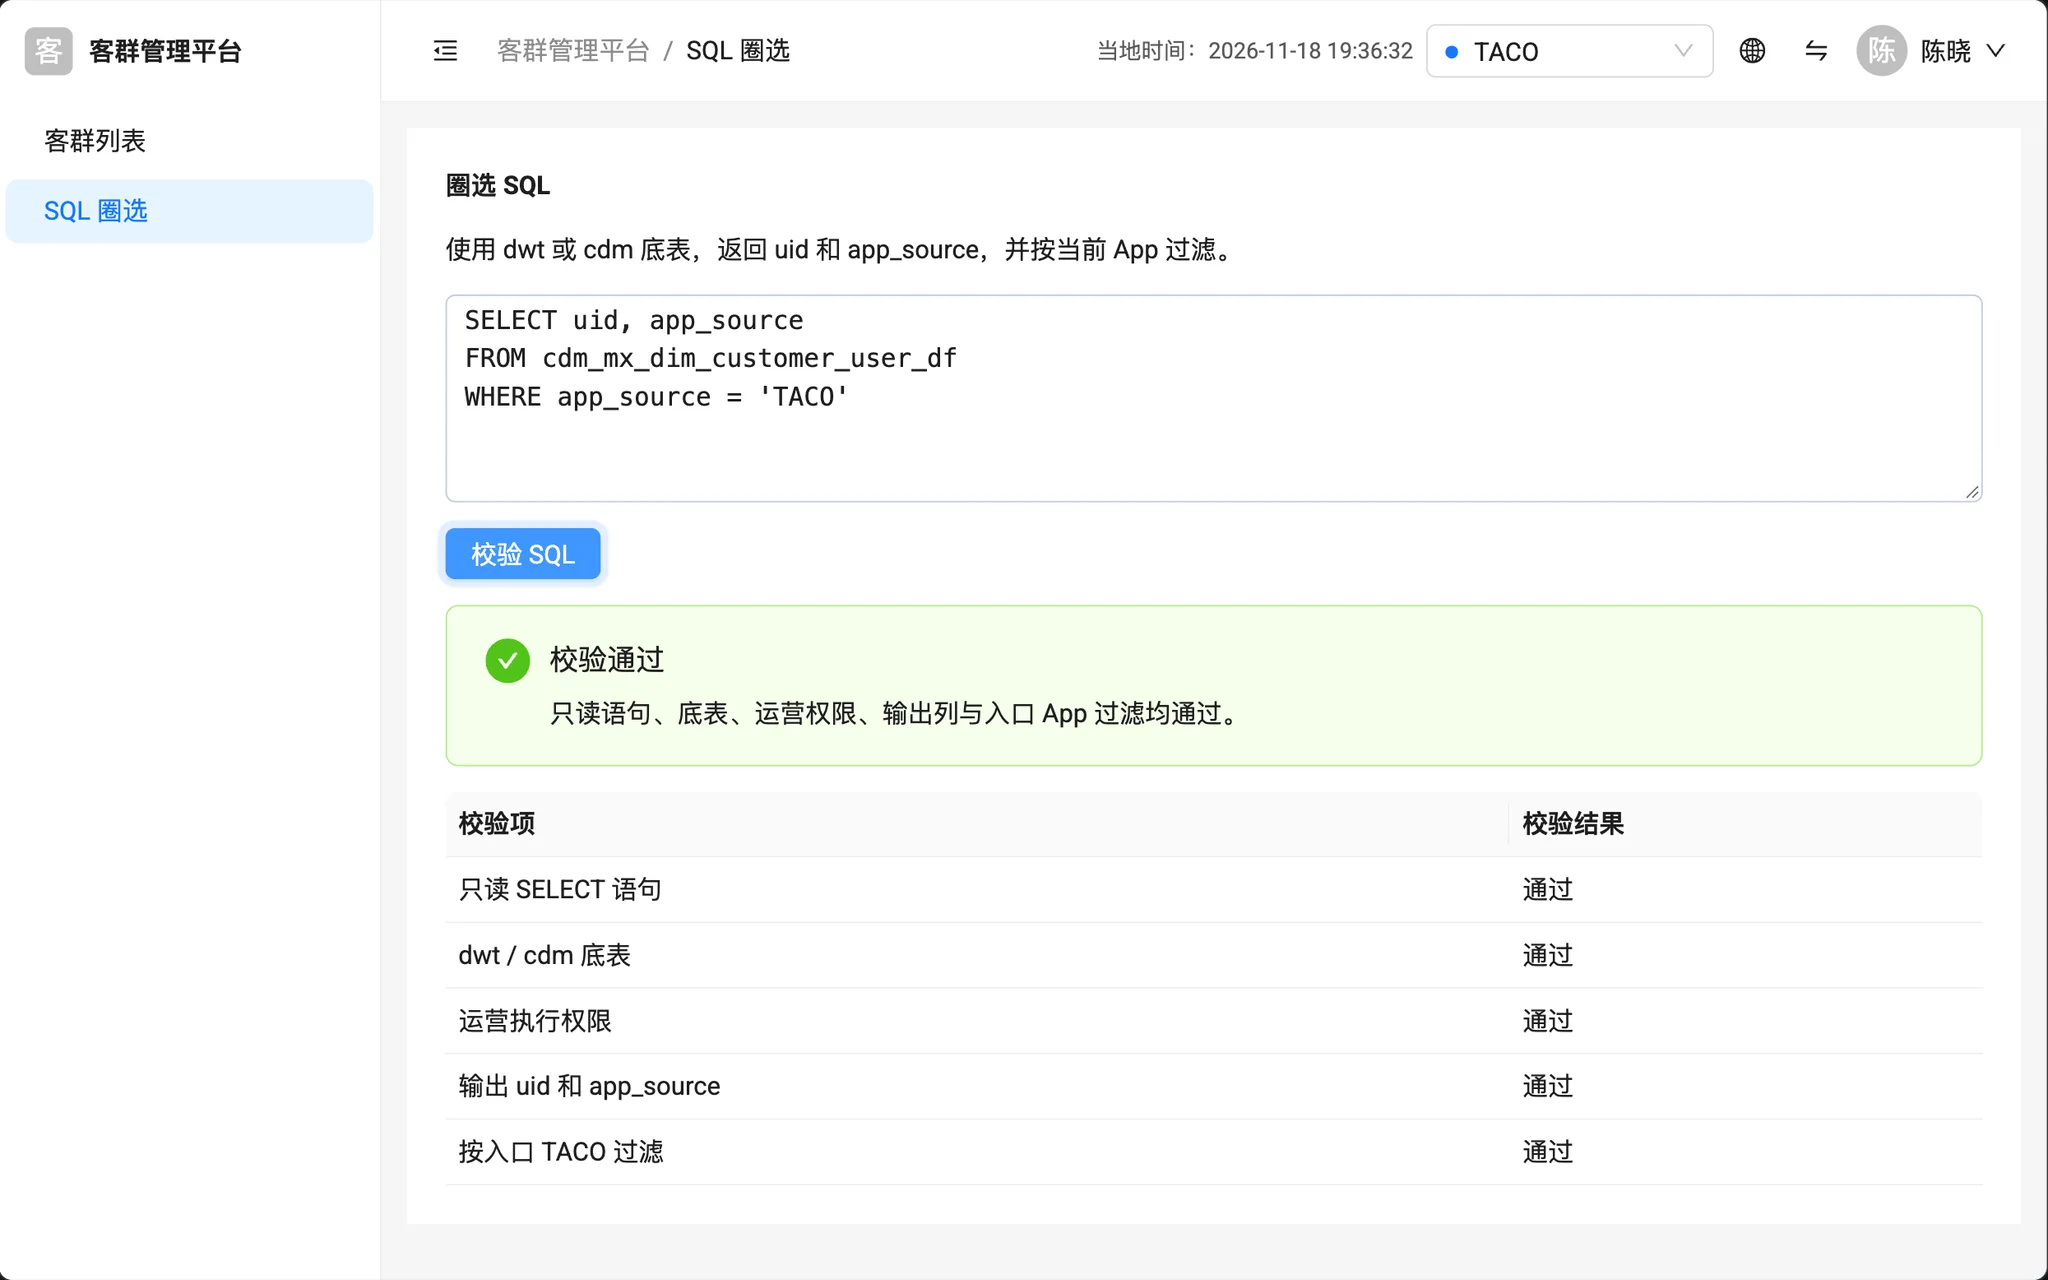 客 客群管理平台
客群管理平台 / SQL 圈选
当地时间：2026-11-18 19:36:32
TACO
陈 陈晓
客群列表
SQL 圈选
圈选 SQL
使用 dwt 或 cdm 底表，返回 uid 和 app_source，并按当前 App 过滤。
SELECT uid, app_source
FROM cdm_mx_dim_customer_user_df
WHERE app_source = 'TACO'
校验 SQL
校验通过
只读语句、底表、运营权限、输出列与入口 App 过滤均通过。
校验项 校验结果
只读 SELECT 语句 通过
dwt / cdm 底表 通过
运营执行权限 通过
输出 uid 和 app_source 通过
按入口 TACO 过滤 通过